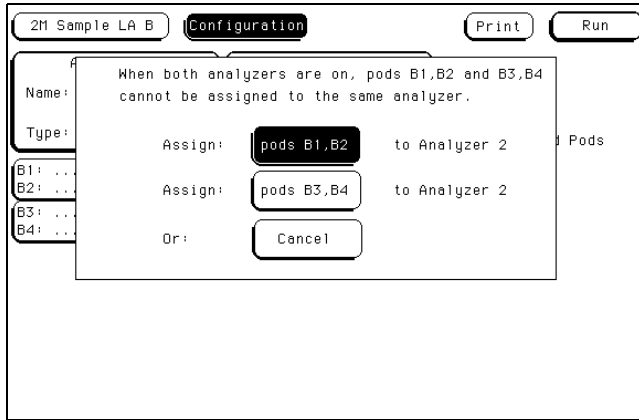 2M Sample LA B Configuration Print Run
When both analyzers are on, pods B1,B2 and B3,B4
cannot be assigned to the same analyzer.
Name:
Type:
Pods
Assign: pods B1,B2 to Analyzer 2
B1: ...
B2: ...
Assign: pods B3,B4 to Analyzer 2
B3: ...
B4: ...
Or: Cancel